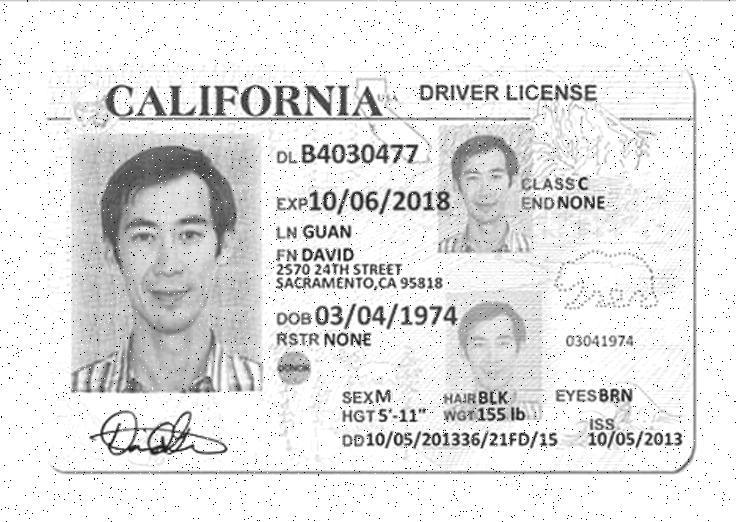 CALIFORNIA USA DRIVER LICENSE
DL B4030477
CLASS C
EXP 10/06/2018
END NONE
LN GUAN
FN DAVID
2570 24TH STREET
SACRAMENTO,CA 95818
DOB 03/04/1974
RSTR NONE
03041974
DONOR
SEX M HAIR BLK EYES BRN
HGT 5'-11" WGT 155 lb
ISS
DD 10/05/201336/21FD/15 10/05/2013